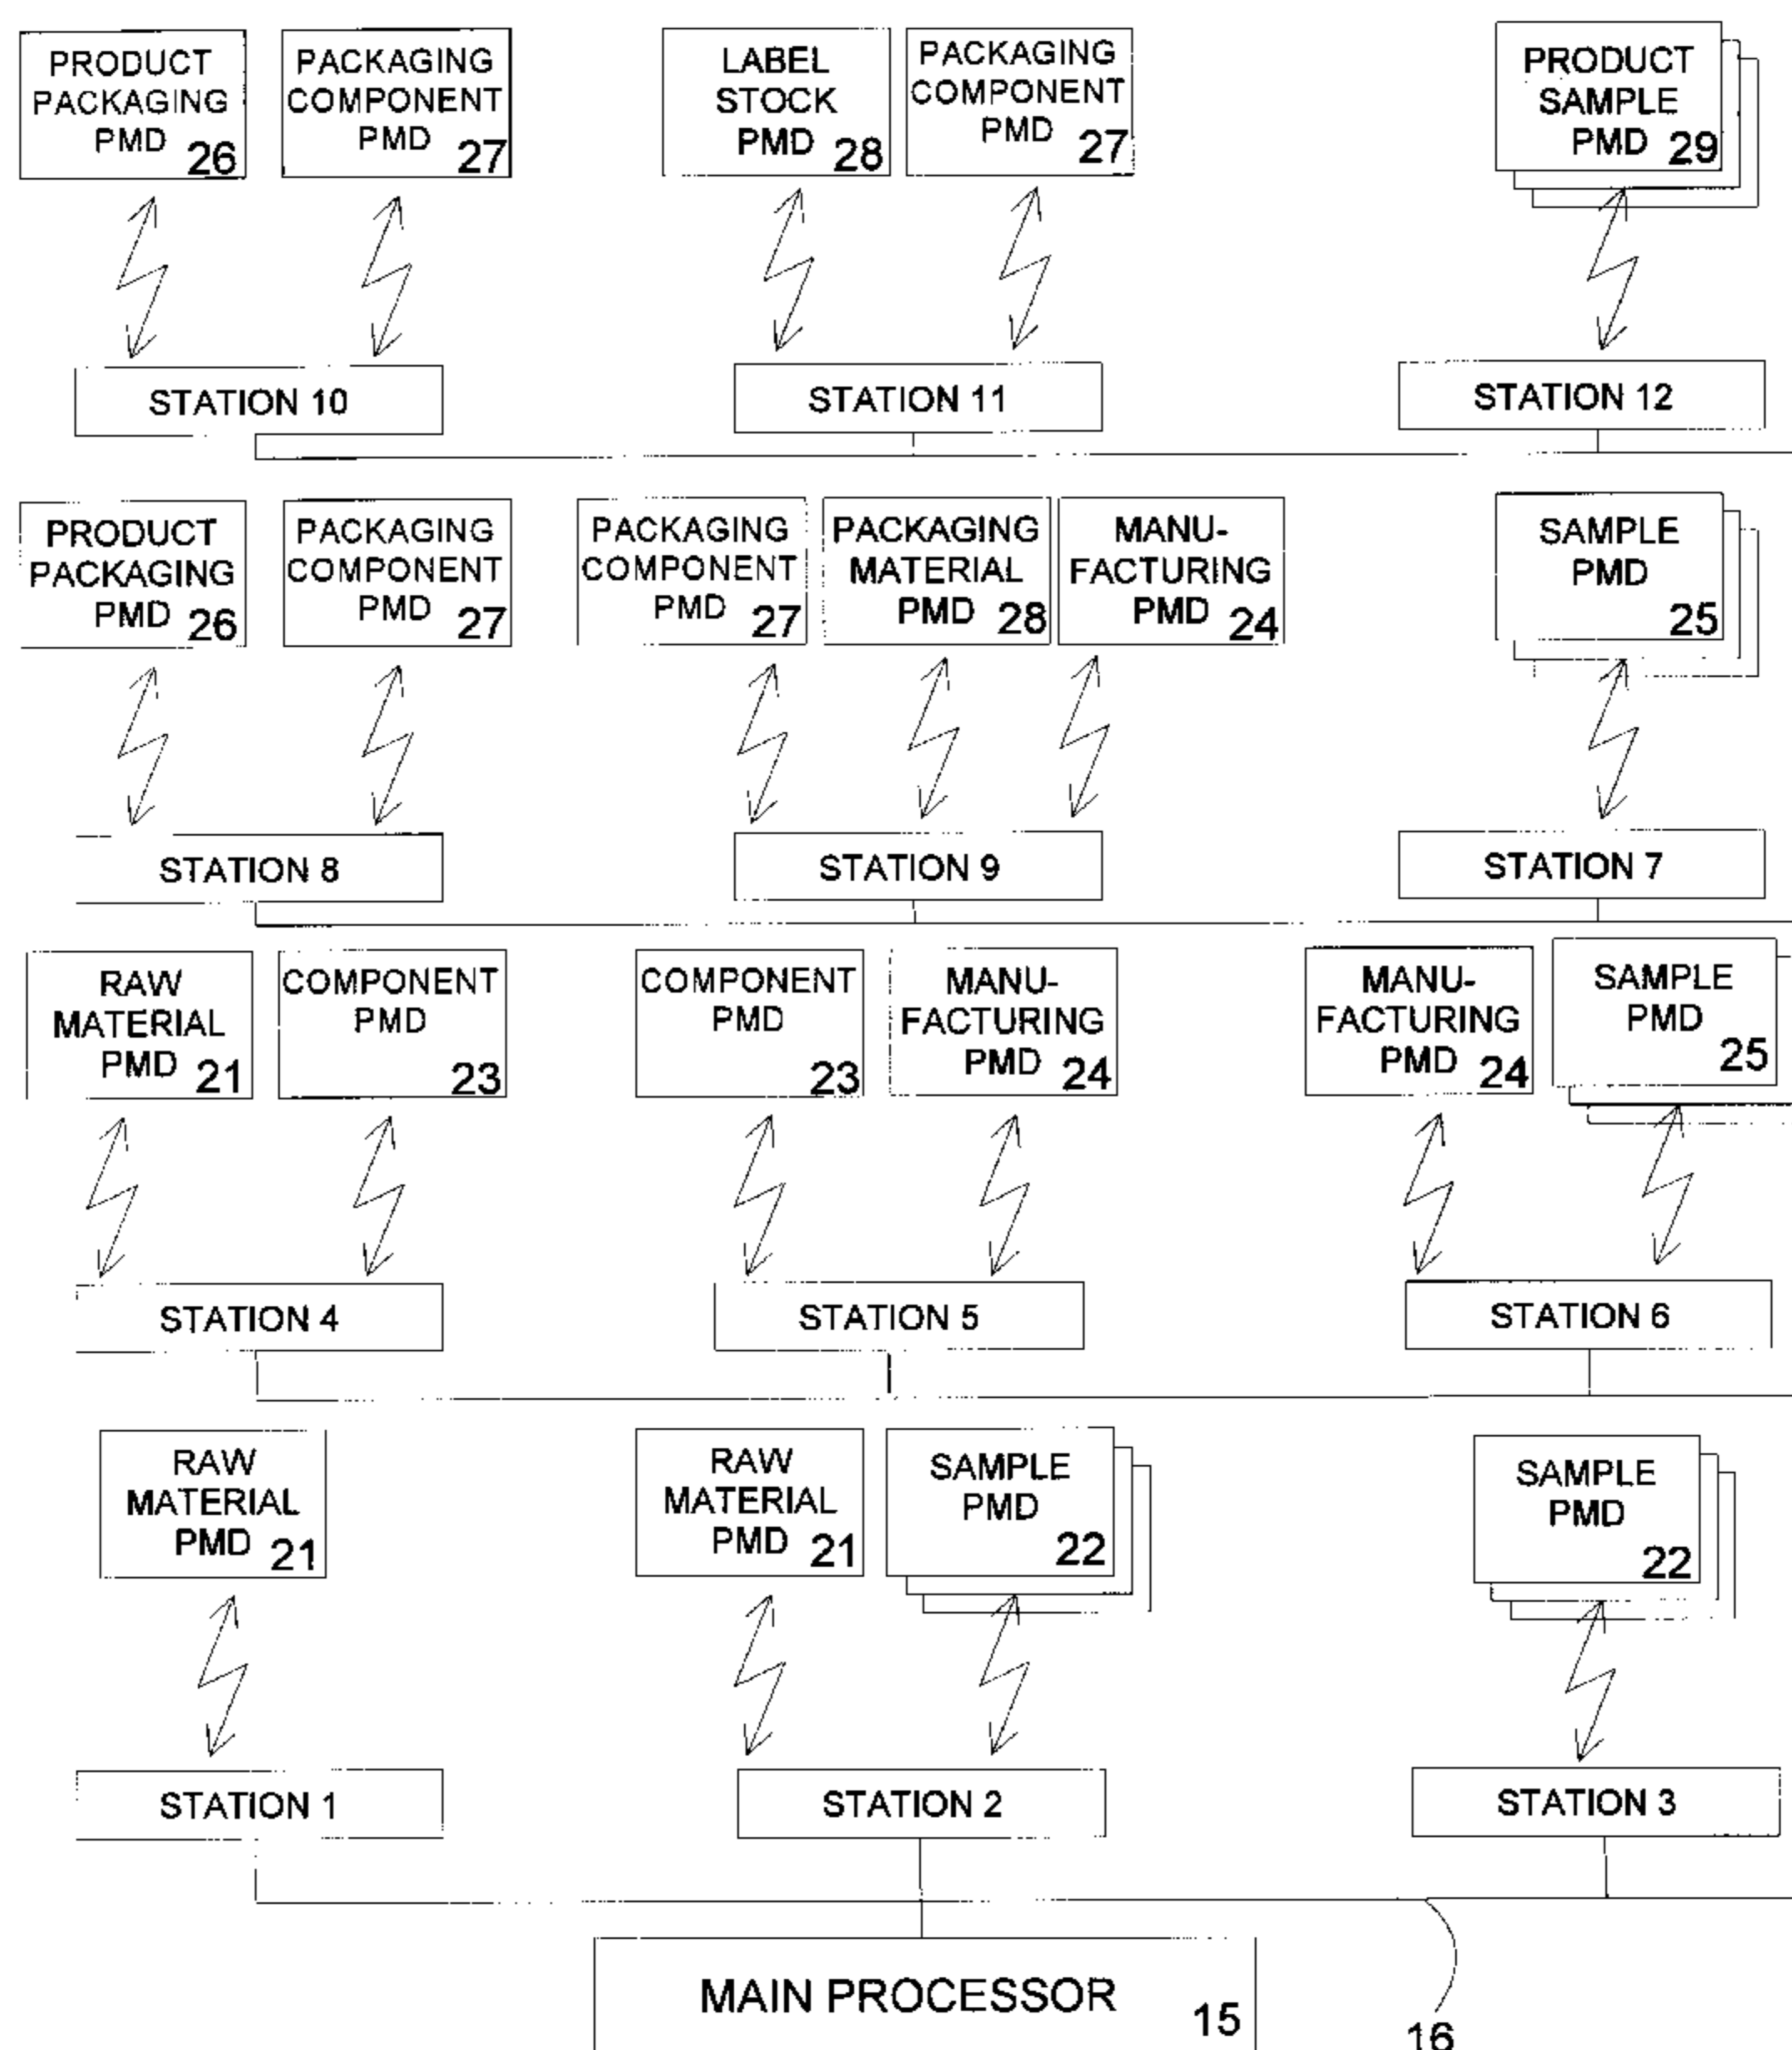 PRODUCT
PACKAGING
PMD 26
PACKAGING
COMPONENT
PMD 27
LABEL
STOCK
PMD 28
PACKAGING
COMPONENT
PMD 27
PRODUCT
SAMPLE
PMD 29
STATION 10
STATION 11
STATION 12
PRODUCT
PACKAGING
PMD 26
PACKAGING
COMPONENT
PMD 27
PACKAGING
COMPONENT
PMD 27
PACKAGING
MATERIAL
PMD 28
MANU-
FACTURING
PMD 24
SAMPLE
PMD
25
STATION 8
STATION 9
STATION 7
RAW
MATERIAL
PMD 21
COMPONENT
PMD
23
COMPONENT
PMD
23
MANU-
FACTURING
PMD 24
MANU-
FACTURING
PMD 24
SAMPLE
PMD
25
STATION 4
STATION 5
STATION 6
RAW
MATERIAL
PMD 21
RAW
MATERIAL
PMD 21
SAMPLE
PMD
22
SAMPLE
PMD
22
STATION 1
STATION 2
STATION 3
MAIN PROCESSOR
15
16